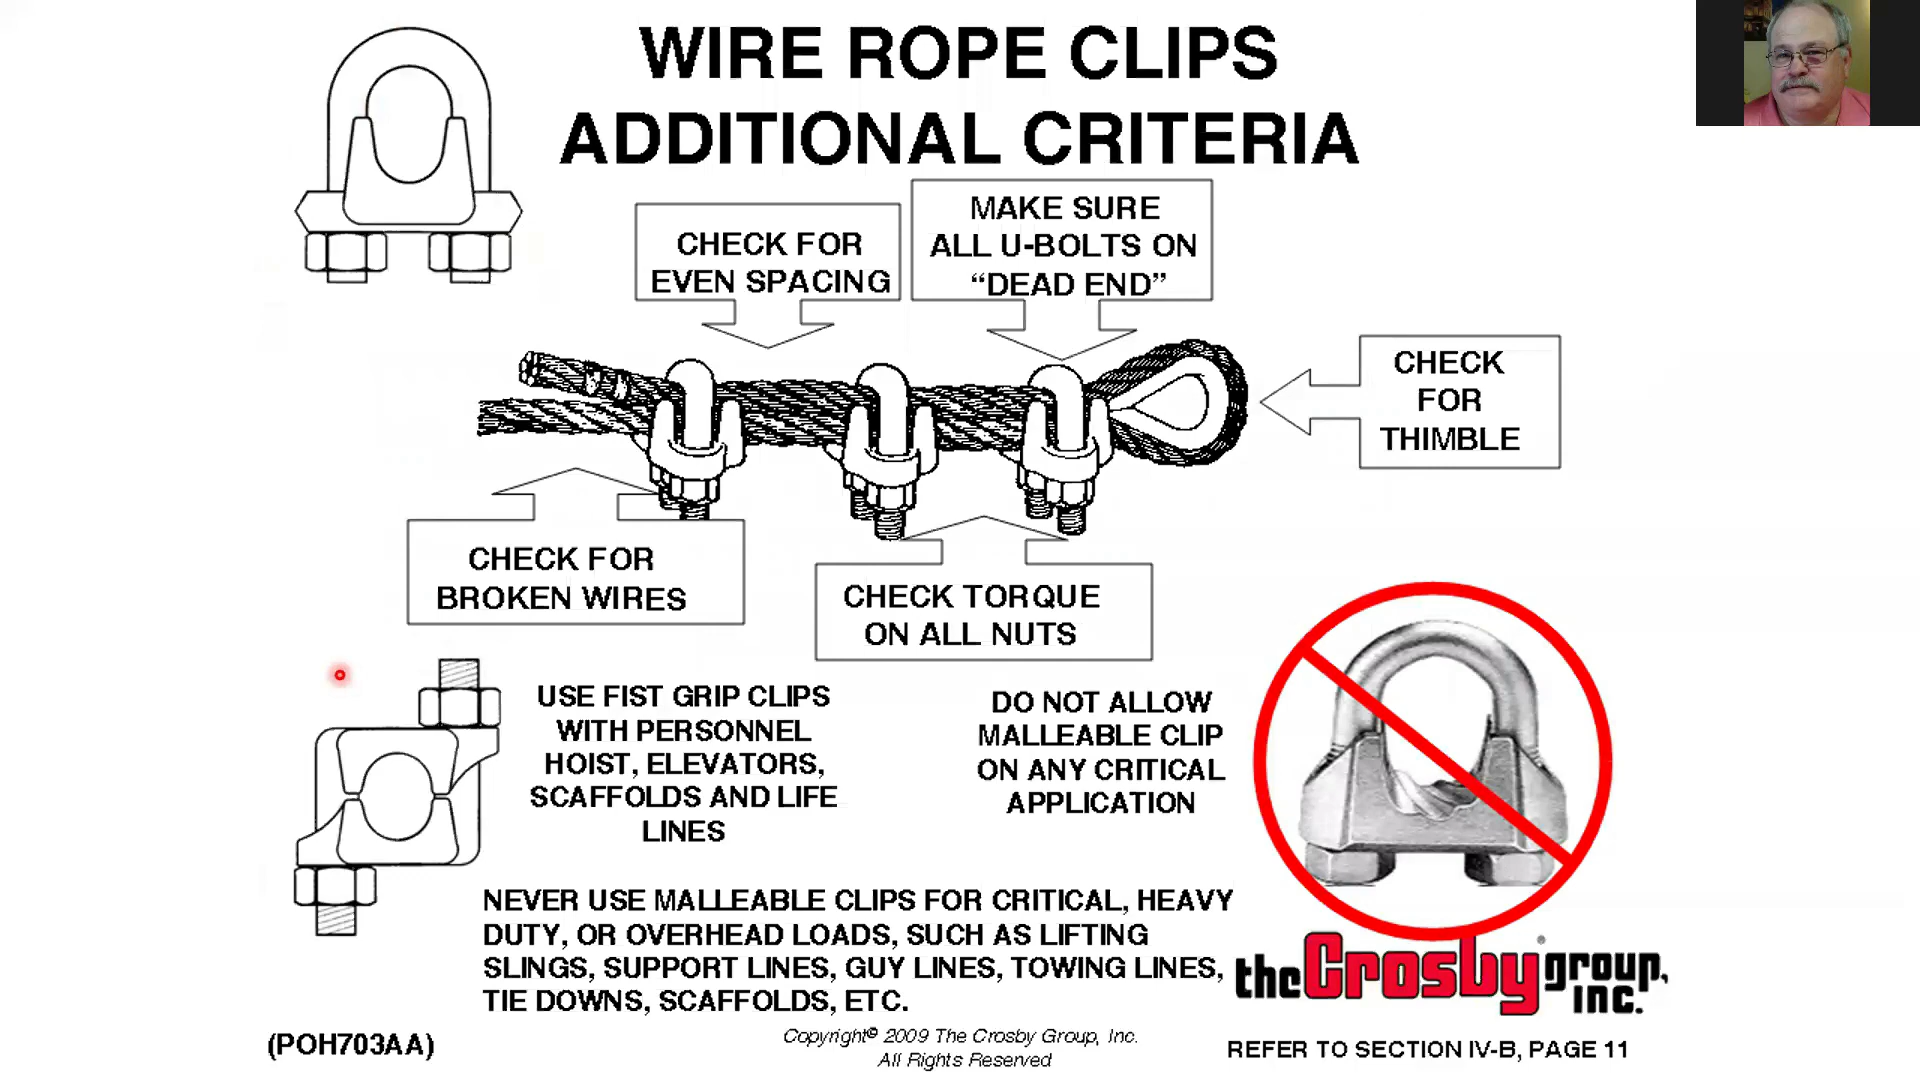 WIRE ROPE CLIPS
ADDITIONAL CRITERIA
CHECK FOR
EVEN SPACING
MAKE SURE
ALL U-BOLTS ON
“DEAD END”
CHECK
FOR
THIMBLE
CHECK FOR
BROKEN WIRES
CHECK TORQUE
ON ALL NUTS
USE FIST GRIP CLIPS
WITH PERSONNEL
HOIST, ELEVATORS,
SCAFFOLDS AND LIFE
LINES
DO NOT ALLOW
MALLEABLE CLIP
ON ANY CRITICAL
APPLICATION
NEVER USE MALLEABLE CLIPS FOR CRITICAL, HEAVY
DUTY, OR OVERHEAD LOADS, SUCH AS LIFTING
SLINGS, SUPPORT LINES, GUY LINES, TOWING LINES,
TIE DOWNS, SCAFFOLDS, ETC.
the Crosby® group, inc.
(POH703AA)
Copyright© 2009 The Crosby Group, Inc.
All Rights Reserved
REFER TO SECTION IV-B, PAGE 11